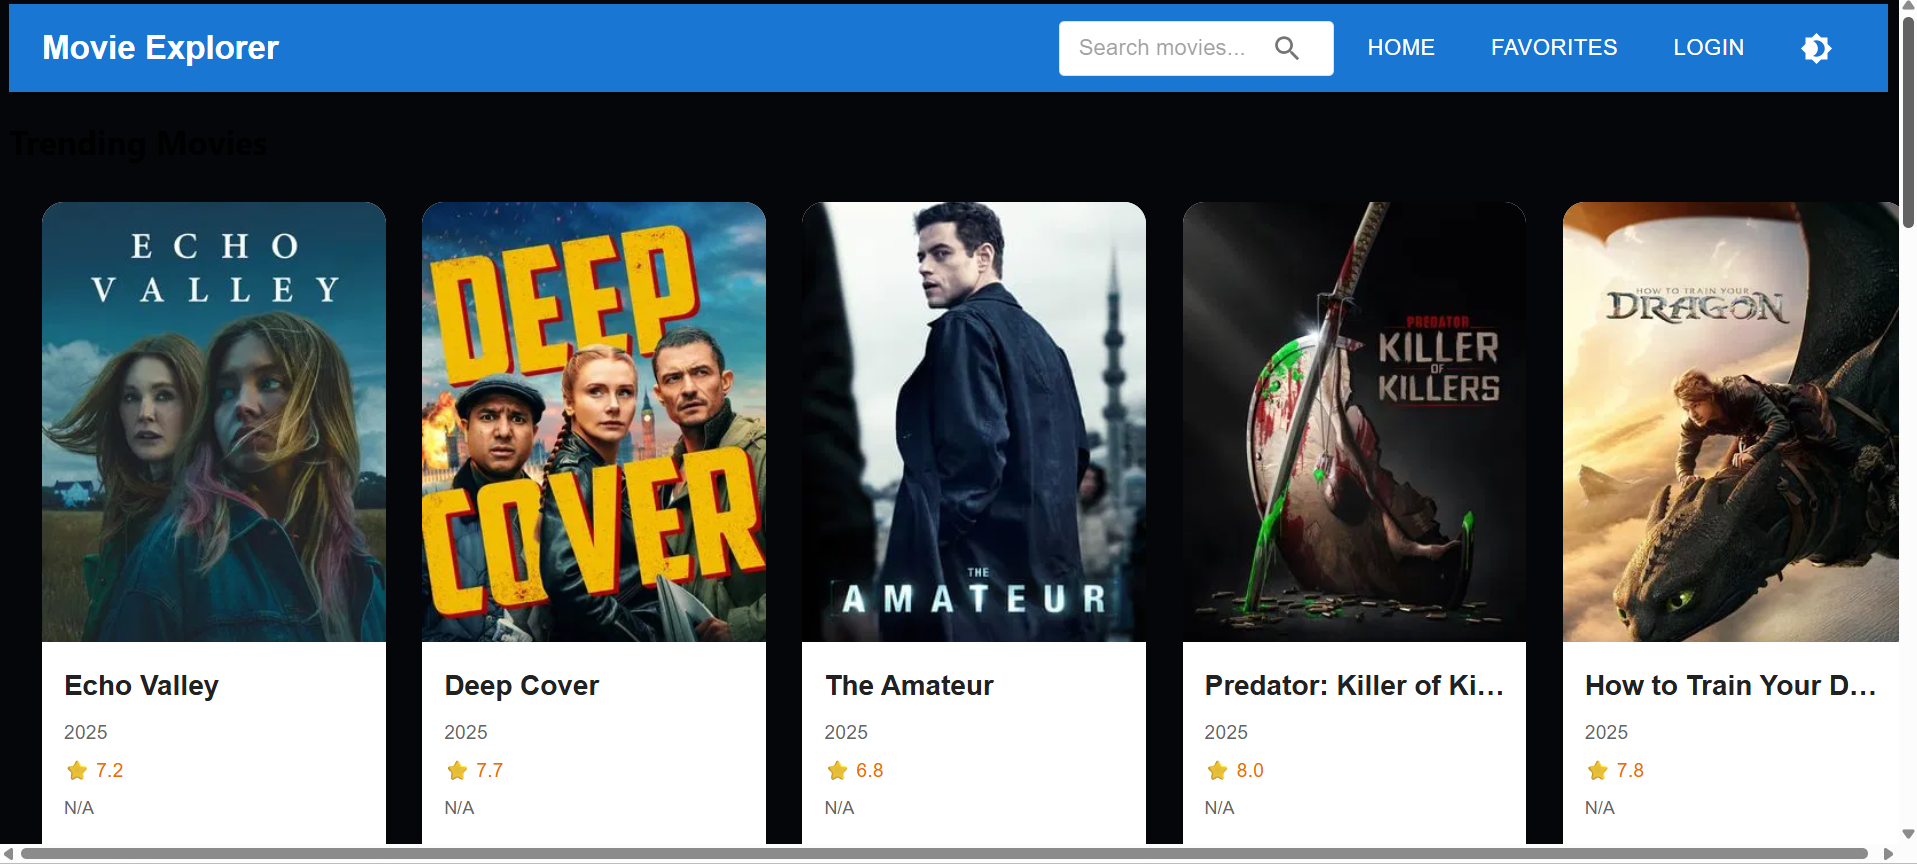 Movie Explorer
Search movies...
HOME
FAVORITES
LOGIN
Trending Movies
ECHO
VALLEY
DEEP
COVER
THE
AMATEUR
PREDATOR
KILLER
OF
KILLERS
HOW TO TRAIN YOUR
DRAGON
Echo Valley
2025
7.2
N/A
Deep Cover
2025
7.7
N/A
The Amateur
2025
6.8
N/A
Predator: Killer of Ki...
2025
8.0
N/A
How to Train Your D...
2025
7.8
N/A